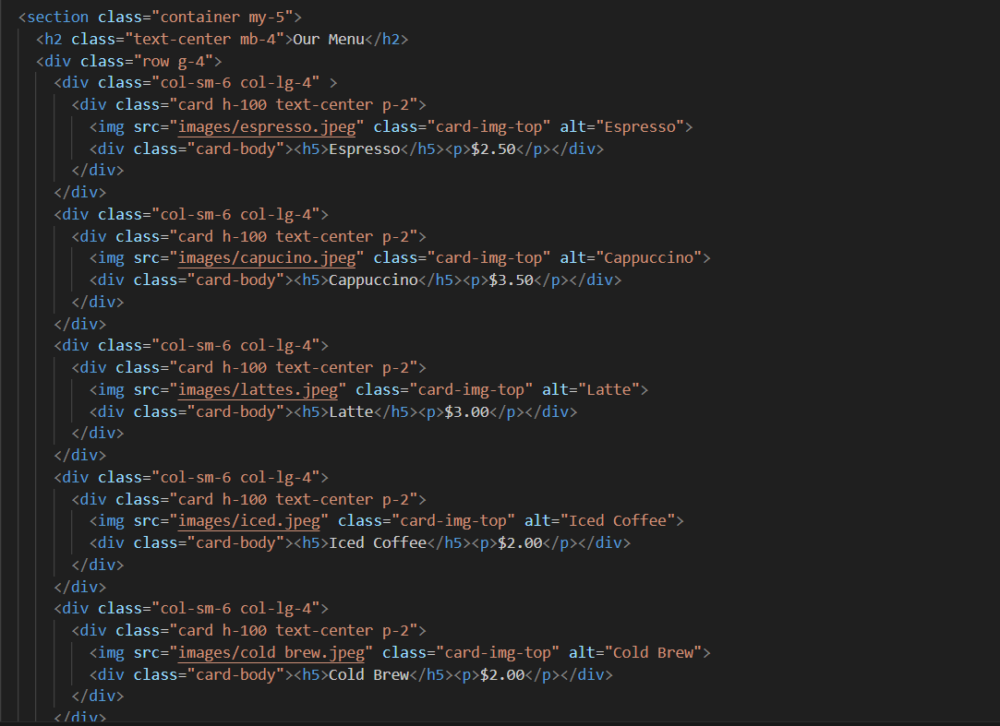 <section class="container my-5">
<h2 class="text-center mb-4">Our Menu</h2>
<div class="row g-4">
<div class="col-sm-6 col-lg-4" >
<div class="card h-100 text-center p-2">
<img src="images/espresso.jpeg" class="card-img-top" alt="Espresso">
<div class="card-body"><h5>Espresso</h5><p>$2.50</p></div>
</div>
</div>
<div class="col-sm-6 col-lg-4">
<div class="card h-100 text-center p-2">
<img src="images/capucino.jpeg" class="card-img-top" alt="Cappuccino">
<div class="card-body"><h5>Cappuccino</h5><p>$3.50</p></div>
</div>
</div>
<div class="col-sm-6 col-lg-4">
<div class="card h-100 text-center p-2">
<img src="images/lattes.jpeg" class="card-img-top" alt="Latte">
<div class="card-body"><h5>Latte</h5><p>$3.00</p></div>
</div>
</div>
<div class="col-sm-6 col-lg-4">
<div class="card h-100 text-center p-2">
<img src="images/iced.jpeg" class="card-img-top" alt="Iced Coffee">
<div class="card-body"><h5>Iced Coffee</h5><p>$2.00</p></div>
</div>
</div>
<div class="col-sm-6 col-lg-4">
<div class="card h-100 text-center p-2">
<img src="images/cold brew.jpeg" class="card-img-top" alt="Cold Brew">
<div class="card-body"><h5>Cold Brew</h5><p>$2.00</p></div>
</div>
</div>